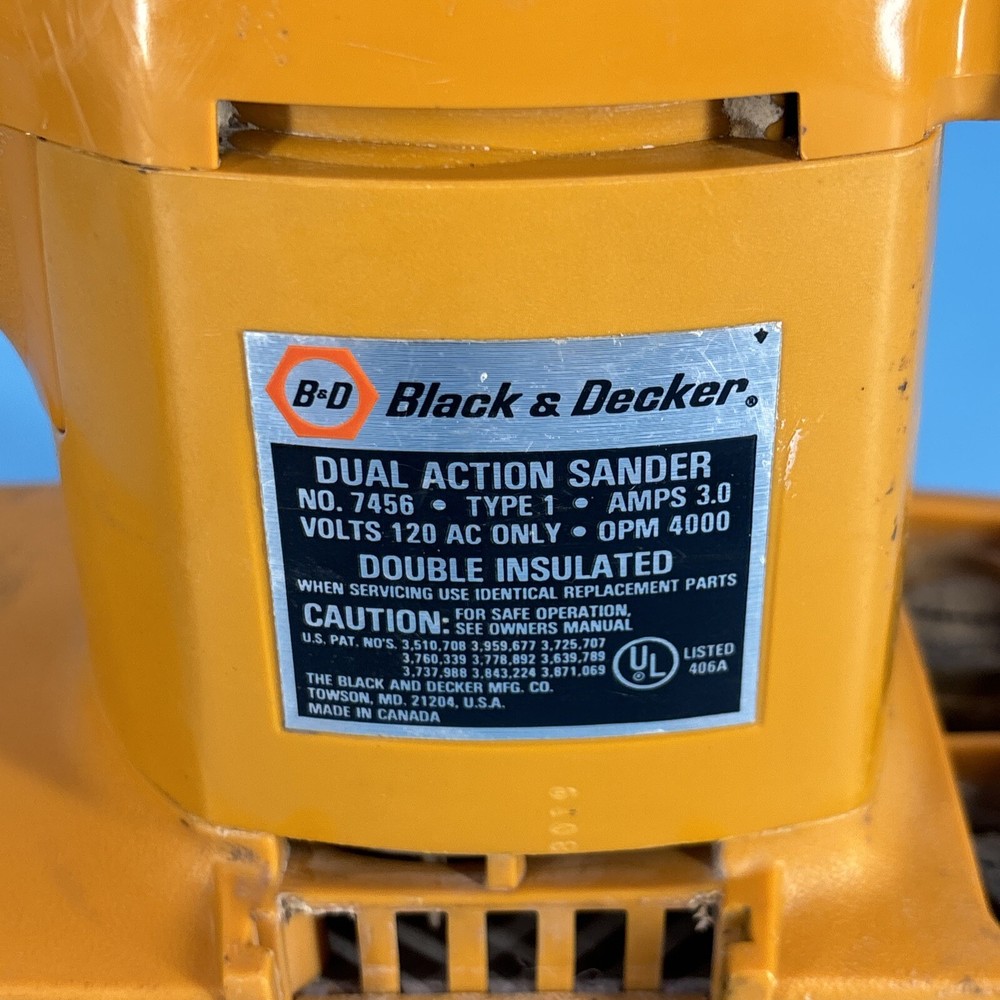 B&D Black & Decker®
DUAL ACTION SANDER
NO. 7456 • TYPE 1 • AMPS 3.0
VOLTS 120 AC ONLY • OPM 4000
DOUBLE INSULATED
WHEN SERVICING USE IDENTICAL REPLACEMENT PARTS
CAUTION: FOR SAFE OPERATION,
SEE OWNERS MANUAL
U.S. PAT. NO'S. 3,510,708 3,959,677 3,725,707
3,760,339 3,778,892 3,639,789
3,737,988 3,843,224 3,871,069
UL ® LISTED
406A
THE BLACK AND DECKER MFG. CO.
TOWSON, MD. 21204, U.S.A.
MADE IN CANADA